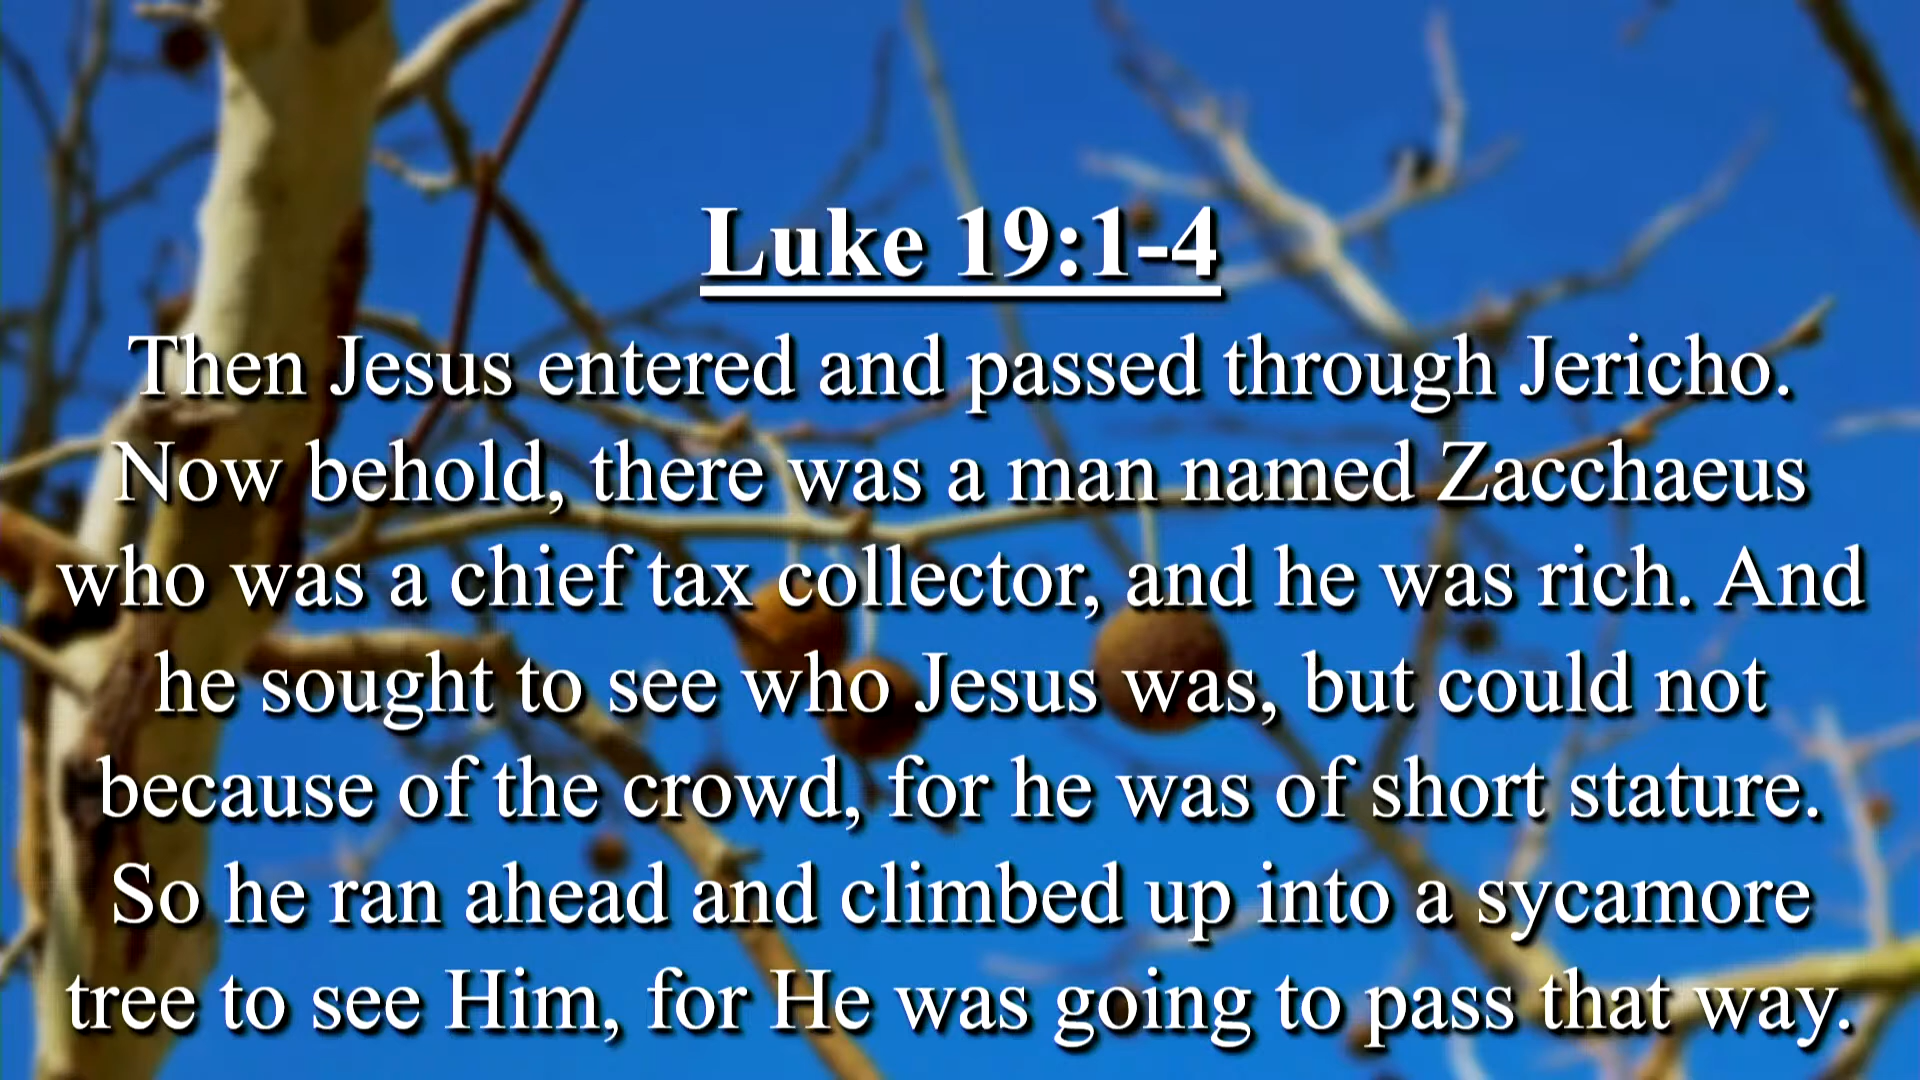 Luke 19:1-4
Then Jesus entered and passed through Jericho.
Now behold, there was a man named Zacchaeus
who was a chief tax collector, and he was rich. And
he sought to see who Jesus was, but could not
because of the crowd, for he was of short stature.
So he ran ahead and climbed up into a sycamore
tree to see Him, for He was going to pass that way.